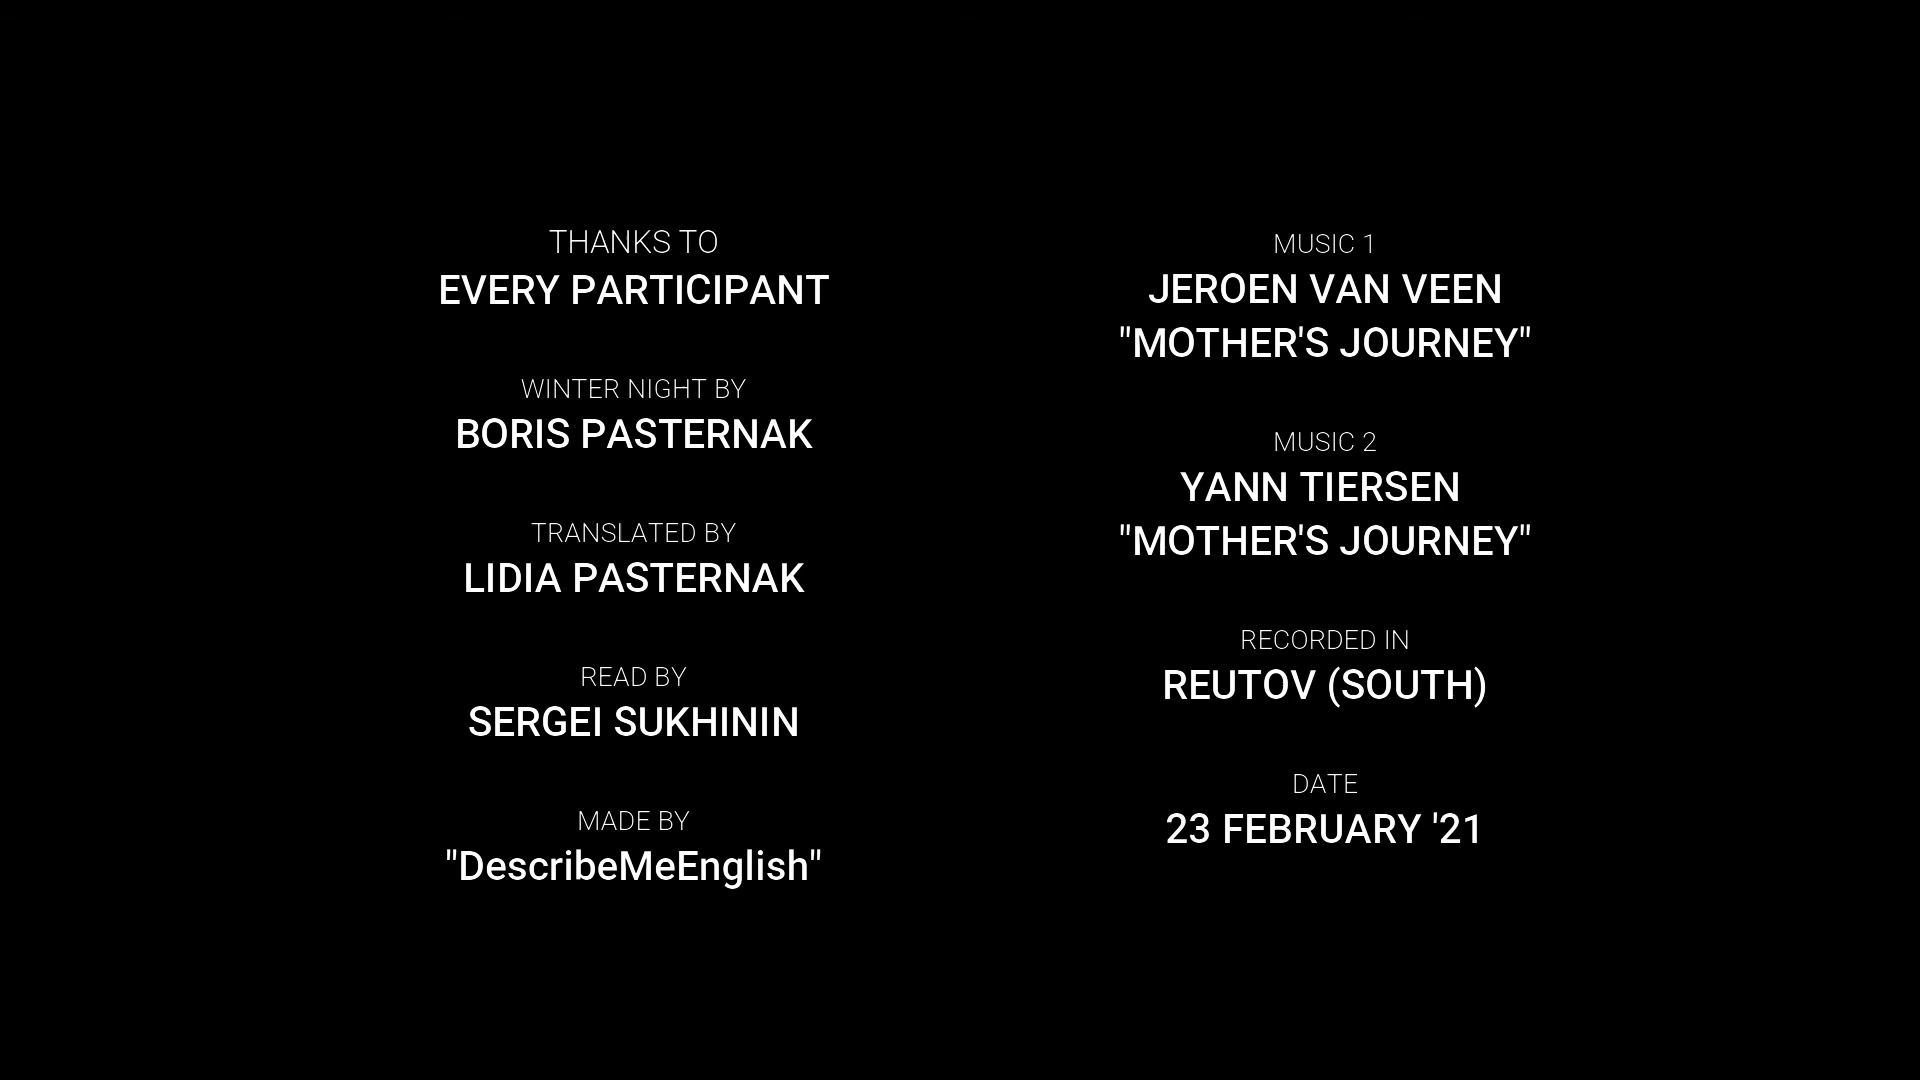 THANKS TO
EVERY PARTICIPANT
WINTER NIGHT BY
BORIS PASTERNAK
TRANSLATED BY
LIDIA PASTERNAK
READ BY
SERGEI SUKHININ
MADE BY
"DescribeMeEnglish"
MUSIC 1
JEROEN VAN VEEN
"MOTHER'S JOURNEY"
MUSIC 2
YANN TIERSEN
"MOTHER'S JOURNEY"
RECORDED IN
REUTOV (SOUTH)
DATE
23 FEBRUARY '21